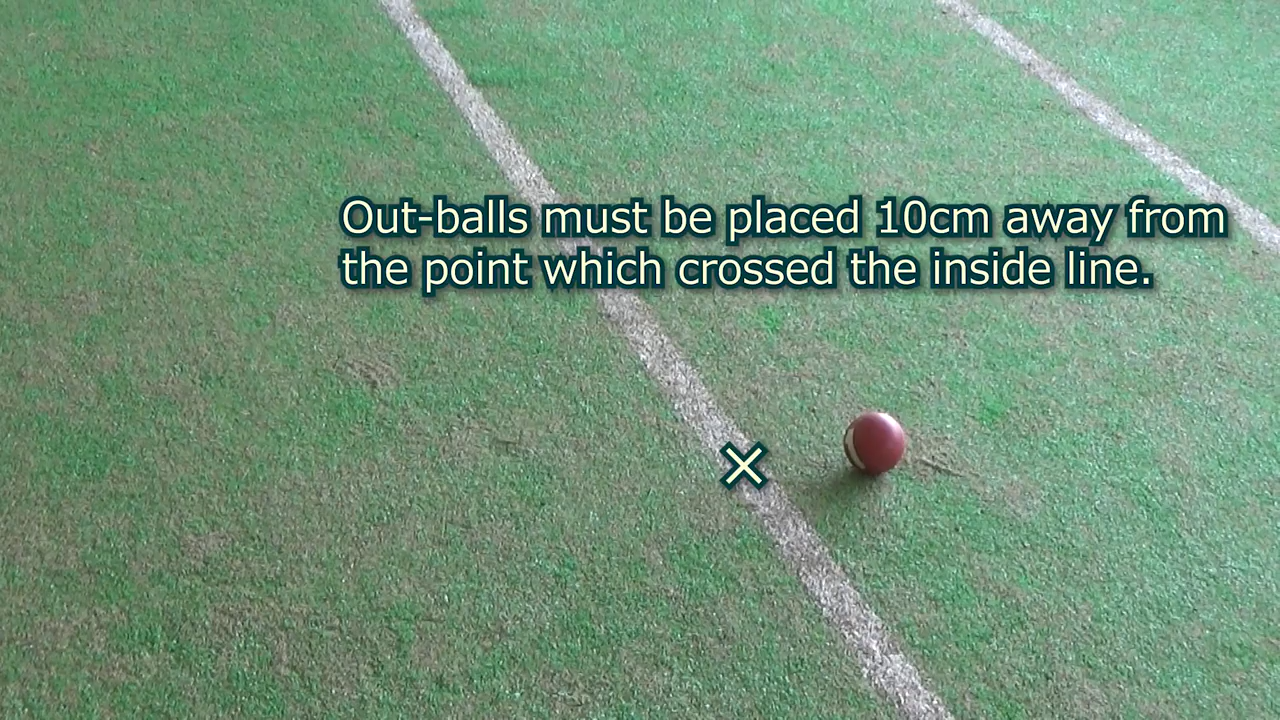 Out-balls must be placed 10cm away from
the point which crossed the inside line.